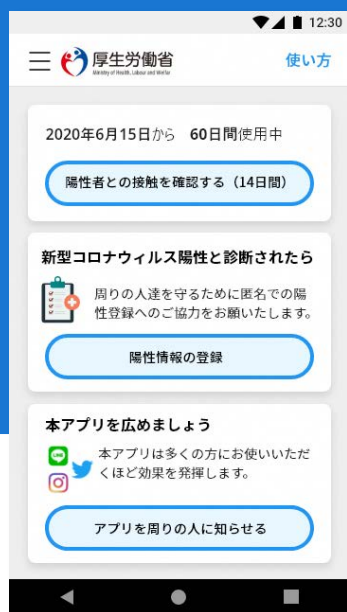 12:30
厚生労働省
Ministry of Health, Labour and Welfare
使い方
2020年6月15日から 60日間使用中
陽性者との接触を確認する（14日間）
新型コロナウィルス陽性と診断されたら
周りの人達を守るために匿名での陽
性登録へのご協力をお願いいたします。
陽性情報の登録
本アプリを広めましょう
本アプリは多くの方にお使いいただ
くほど効果を発揮します。
LINE
アプリを周りの人に知らせる